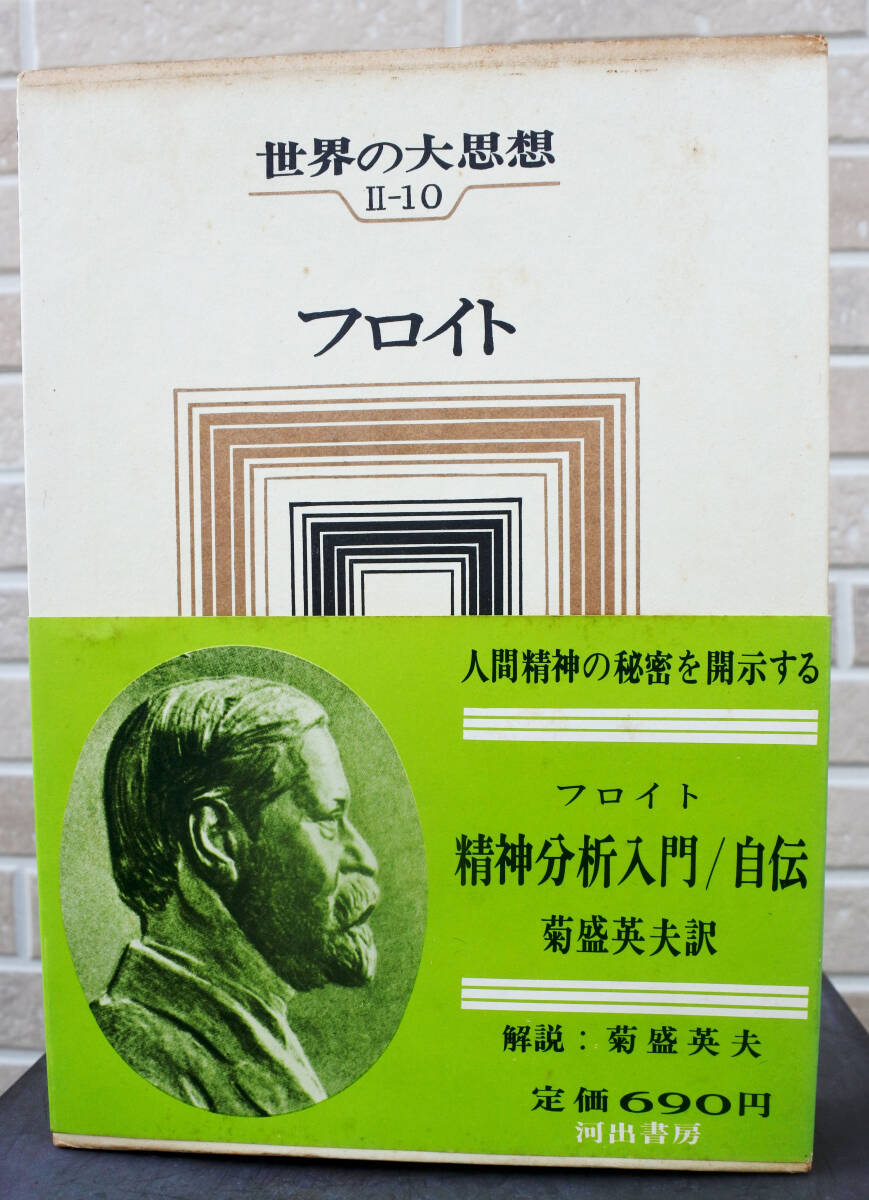 世界の大思想
II-10
フロイト
人間精神の秘密を開示する
フロイト
精神分析入門/自伝
菊盛英夫訳
解説：菊盛英夫
定価690円
河出書房